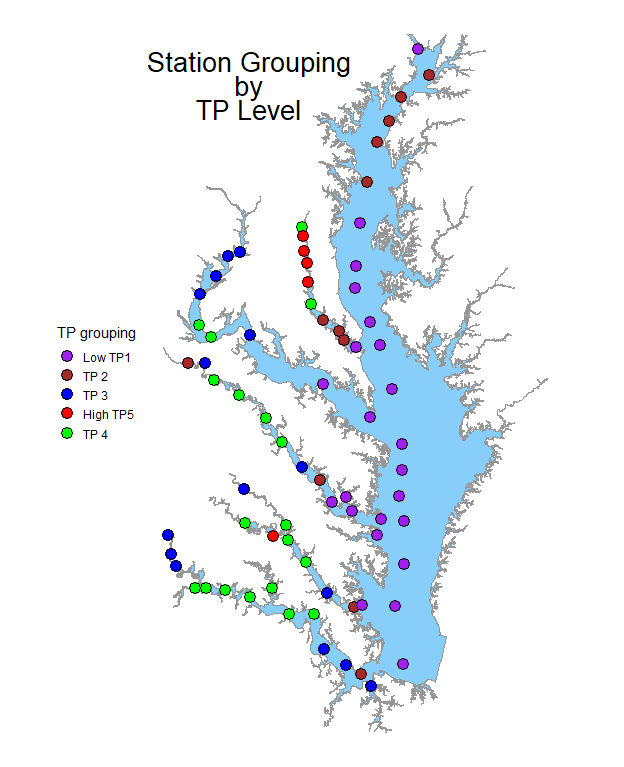 Station Grouping
by
TP Level
TP grouping
Low TP1
TP 2
TP 3
High TP5
TP 4